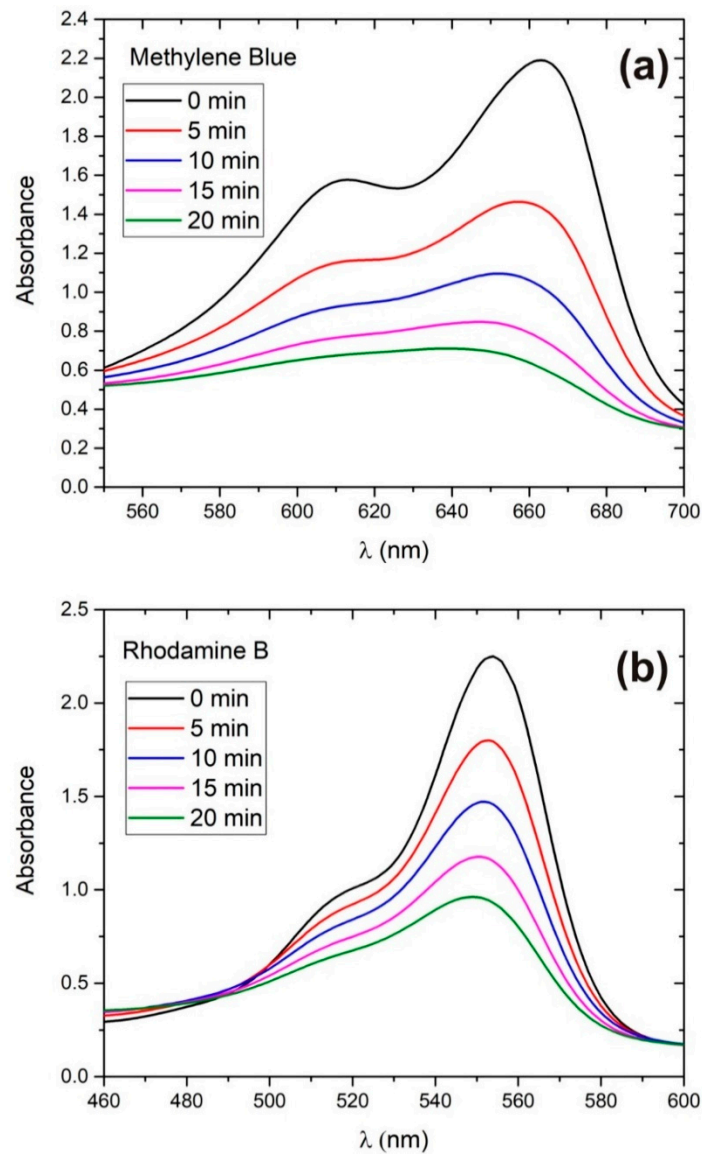 Methylene Blue
(a)
0 min
5 min
10 min
15 min
20 min
Absorbance
2.4
2.2
2.0
1.8
1.6
1.4
1.2
1.0
0.8
0.6
0.4
0.2
0.0
560 580 600 620 640 660 680 700
λ (nm)
Rhodamine B
(b)
0 min
5 min
10 min
15 min
20 min
Absorbance
2.5
2.0
1.5
1.0
0.5
0.0
460 480 500 520 540 560 580 600
λ (nm)